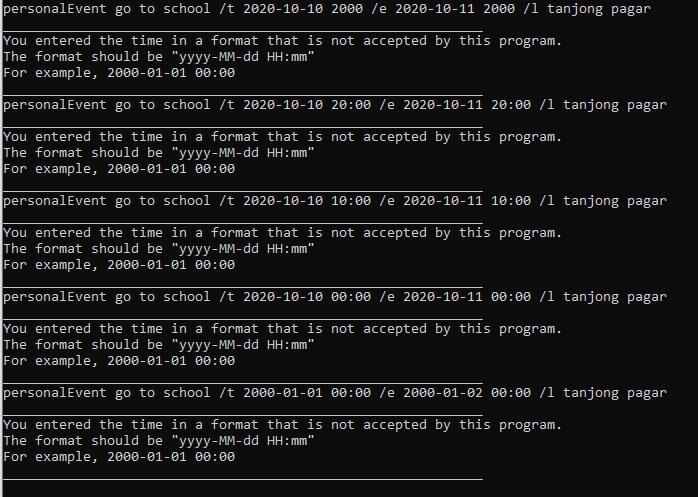 personalEvent go to school /t 2020-10-10 2000 /e 2020-10-11 2000 /l tanjong pagar
____________________________________________________________
You entered the time in a format that is not accepted by this program.
The format should be "yyyy-MM-dd HH:mm"
For example, 2000-01-01 00:00
____________________________________________________________
personalEvent go to school /t 2020-10-10 20:00 /e 2020-10-11 20:00 /l tanjong pagar
____________________________________________________________
You entered the time in a format that is not accepted by this program.
The format should be "yyyy-MM-dd HH:mm"
For example, 2000-01-01 00:00
____________________________________________________________
personalEvent go to school /t 2020-10-10 10:00 /e 2020-10-11 10:00 /l tanjong pagar
____________________________________________________________
You entered the time in a format that is not accepted by this program.
The format should be "yyyy-MM-dd HH:mm"
For example, 2000-01-01 00:00
____________________________________________________________
personalEvent go to school /t 2020-10-10 00:00 /e 2020-10-11 00:00 /l tanjong pagar
____________________________________________________________
You entered the time in a format that is not accepted by this program.
The format should be "yyyy-MM-dd HH:mm"
For example, 2000-01-01 00:00
____________________________________________________________
personalEvent go to school /t 2000-01-01 00:00 /e 2000-01-02 00:00 /l tanjong pagar
____________________________________________________________
You entered the time in a format that is not accepted by this program.
The format should be "yyyy-MM-dd HH:mm"
For example, 2000-01-01 00:00
____________________________________________________________